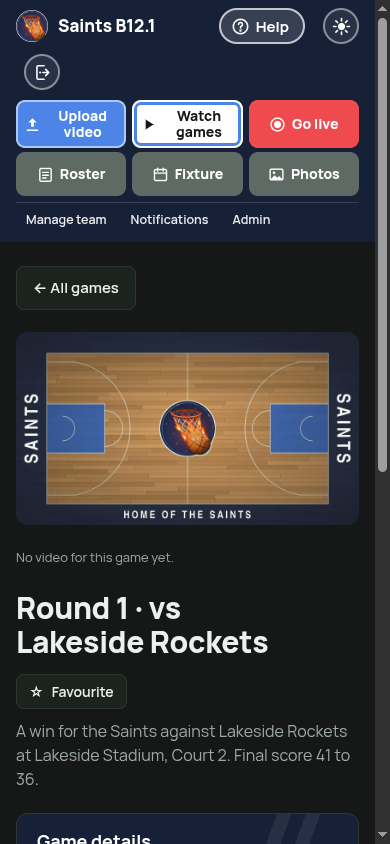 Saints B12.1
Help
Upload
video
Watch
games
Go live
Roster
Fixture
Photos
Manage team
Notifications
Admin
← All games
SAINTS
SAINTS
HOME OF THE SAINTS
No video for this game yet.
Round 1 · vs
Lakeside Rockets
☆ Favourite
A win for the Saints against Lakeside Rockets
at Lakeside Stadium, Court 2. Final score 41 to
36.
Game details